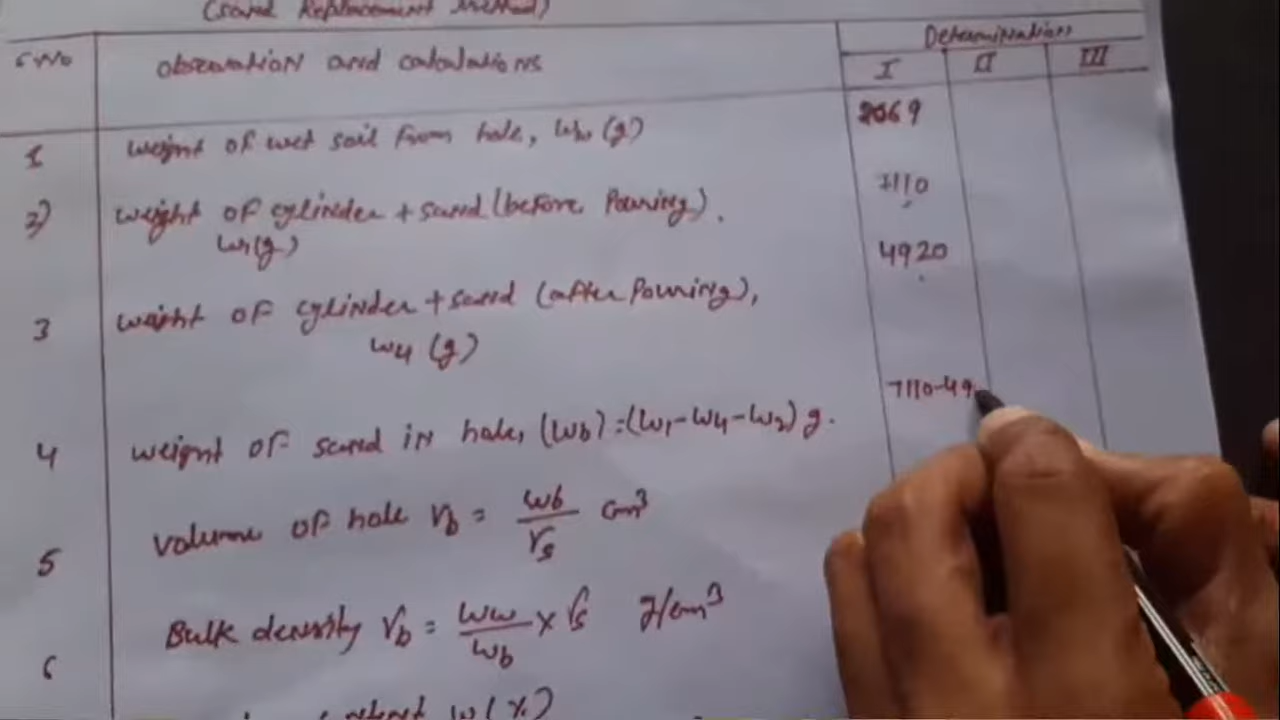 (Sand Replacement Method)
S.No observation and calculations Determinations
I II III
1 weight of wet soil from hole, Ww (g) 2069
2) weight of cylinder + sand (before Pouring). 7110
W1(g)
4920
3 weight of cylinder + sand (after Pouring),
W4 (g)
7110-49
4 weight of sand in hole, (Wb) = (W1-W4-W2) g.
5 volume of hole Vb = Wb/γs cm³
6 Bulk density γb = Ww/Wb × γs g/cm³
W (%)